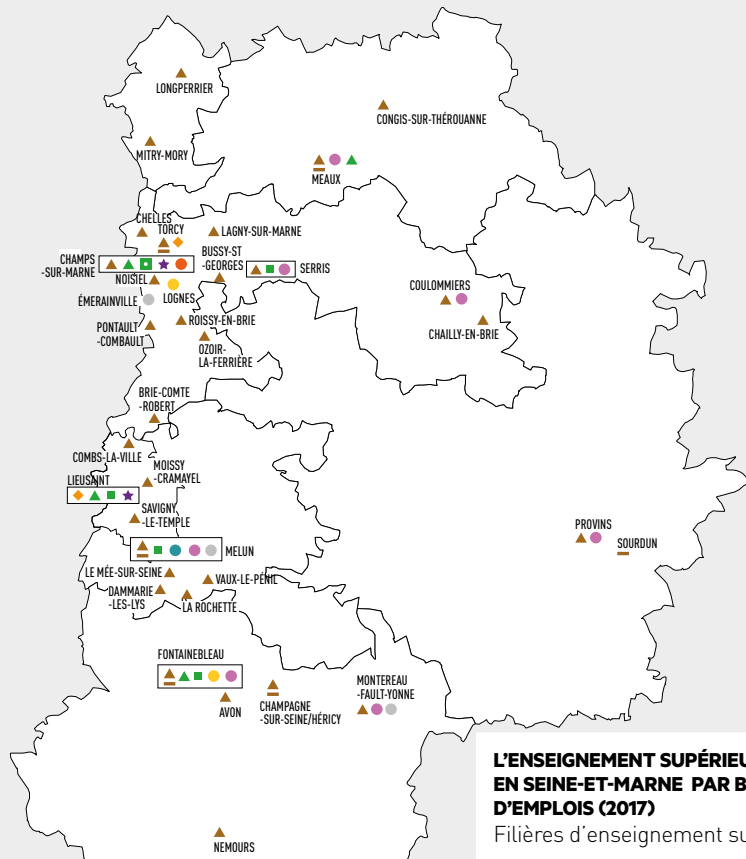 LONGPERRIER
CONGIS-SUR-THÉROUANNE
MITRY-MORY
MEAUX
CHELLES
TORCY
LAGNY-SUR-MARNE
BUSSY-ST
-GEORGES
CHAMPS
-SUR-MARNE
SERRIS
NOISIEL
LOGNES
ÉMERAINVILLE
COULOMMIERS
PONTAULT
-COMBAULT
ROISSY-EN-BRIE
CHAILLY-EN-BRIE
OZOIR-
LA-FERRIÈRE
BRIE-COMTE
-ROBERT
COMBS-LA-VILLE
MOISSY
-CRAMAYEL
LIEUSAINT
SAVIGNY
-LE-TEMPLE
PROVINS
SOURDUN
MELUN
LE MÉE-SUR-SEINE
VAUX-LE-PÉNIL
DAMMARIE
-LES-LYS
LA ROCHETTE
FONTAINEBLEAU
MONTEREAU
-FAULT-YONNE
AVON
CHAMPAGNE
-SUR-SEINE/HÉRICY
NEMOURS
L'ENSEIGNEMENT SUPÉRIEU
EN SEINE-ET-MARNE PAR B
D'EMPLOIS (2017)
Filières d'enseignement su